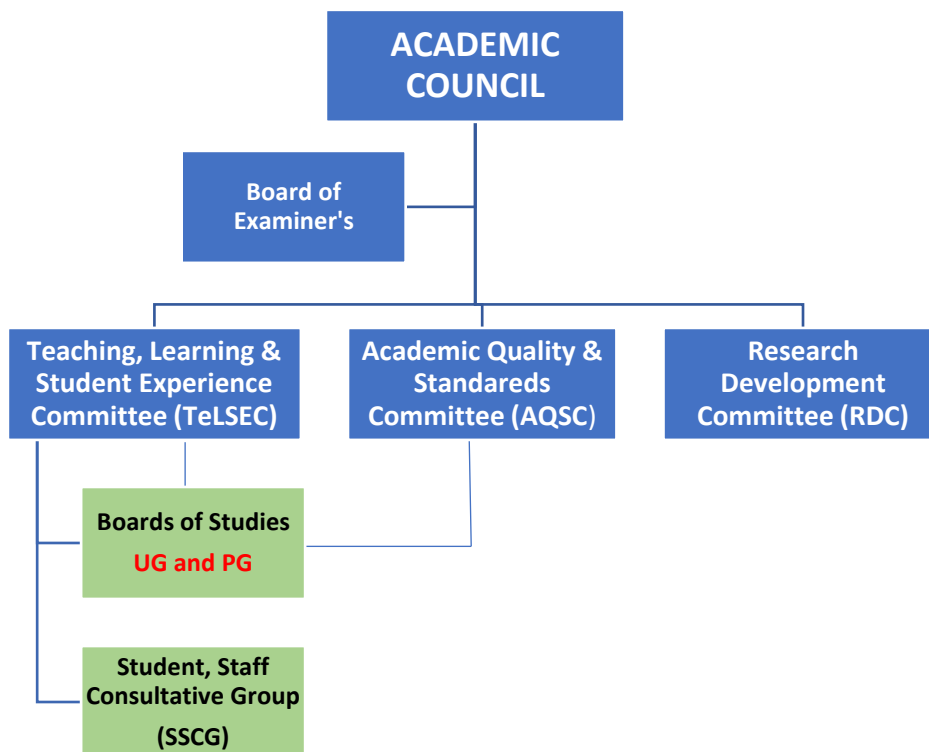 ACADEMIC
COUNCIL
Board of
Examiner's
Teaching, Learning &
Student Experience
Committee (TeLSEC)
Academic Quality &
Standareds
Committee (AQSC)
Research
Development
Committee (RDC)
Boards of Studies
UG and PG
Student, Staff
Consultative Group
(SSCG)